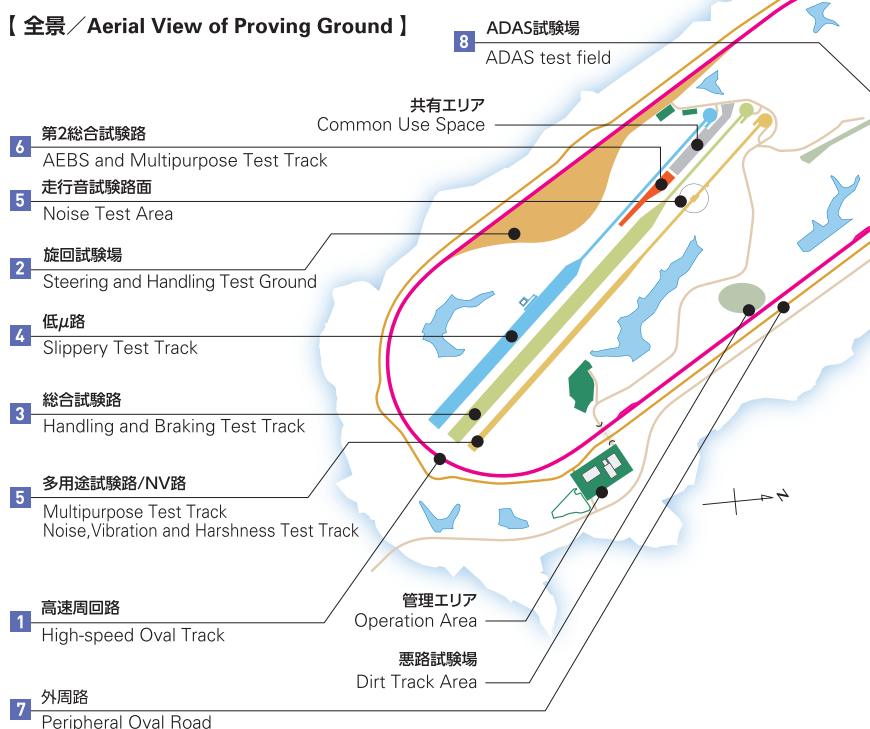 【 全景／Aerial View of Proving Ground 】
8
ADAS試験場
ADAS test field
共有エリア
Common Use Space
6
第2総合試験路
AEBS and Multipurpose Test Track
5
走行音試験路面
Noise Test Area
2
旋回試験場
Steering and Handling Test Ground
4
低μ路
Slippery Test Track
3
総合試験路
Handling and Braking Test Track
5
多用途試験路/NV路
Multipurpose Test Track
Noise,Vibration and Harshness Test Track
N
1
高速周回路
High-speed Oval Track
管理エリア
Operation Area
悪路試験場
Dirt Track Area
7
外周路
Peripheral Oval Road